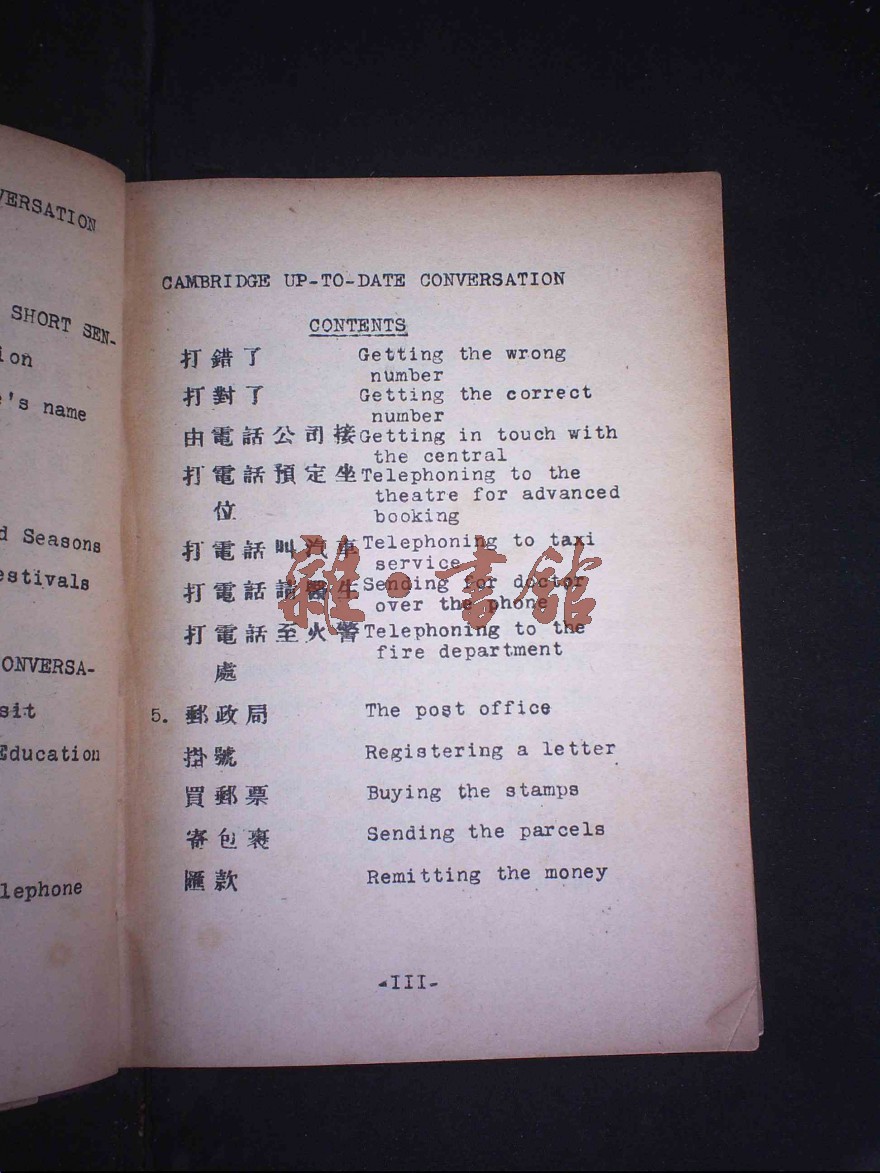 VERSATION
SHORT SEN-
ion
's name
d Seasons
estivals
ONVERSA-
sit
Education
lephone
CAMBRIDGE UP-TO-DATE CONVERSATION
CONTENTS
打錯了 Getting the wrong
number
打對了 Getting the correct
number
由電話公司接 Getting in touch with
the central
打電話預定坐 Telephoning to the
theatre for advanced
位 booking
打電話叫汽車 Telephoning to taxi
service
打電話請醫生 Sending for doctor
over the phone
打電話至火警 Telephoning to the
fire department
處
5. 郵政局 The post office
掛號 Registering a letter
買郵票 Buying the stamps
寄包裹 Sending the parcels
匯款 Remitting the money
-III-
雜·書館